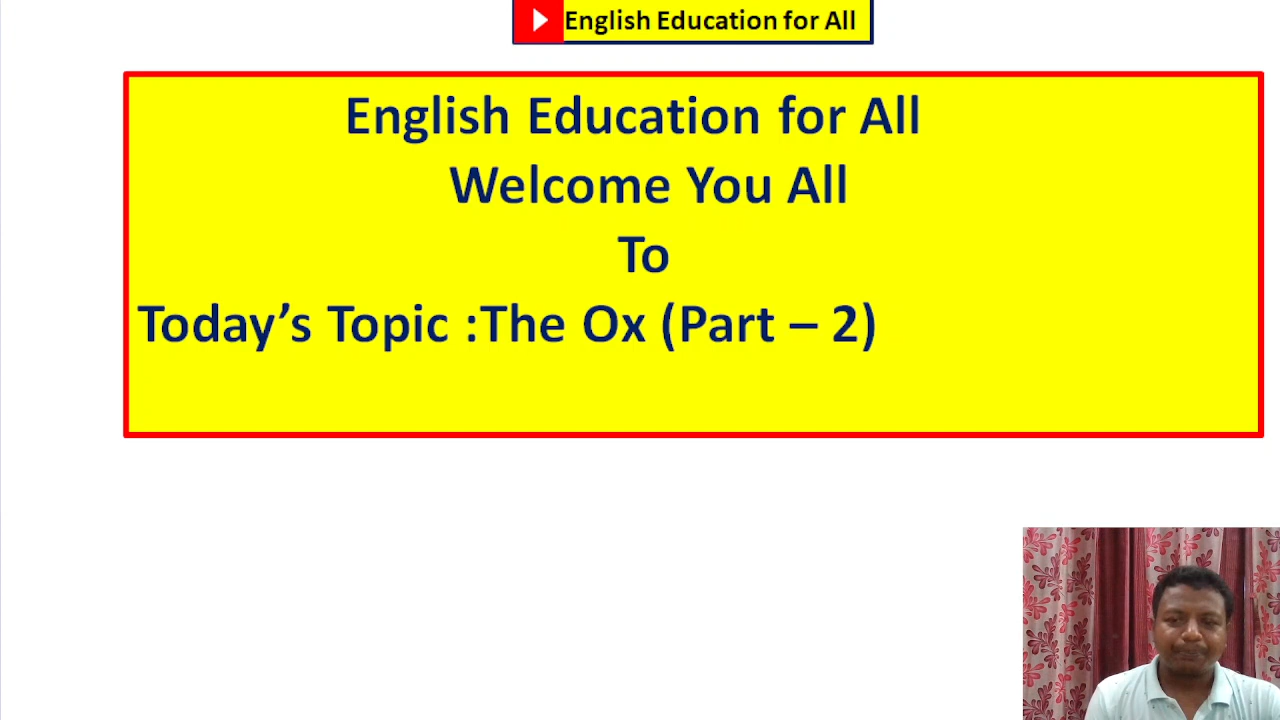 English Education for All
English Education for All
Welcome You All
To
Today’s Topic :The Ox (Part – 2)